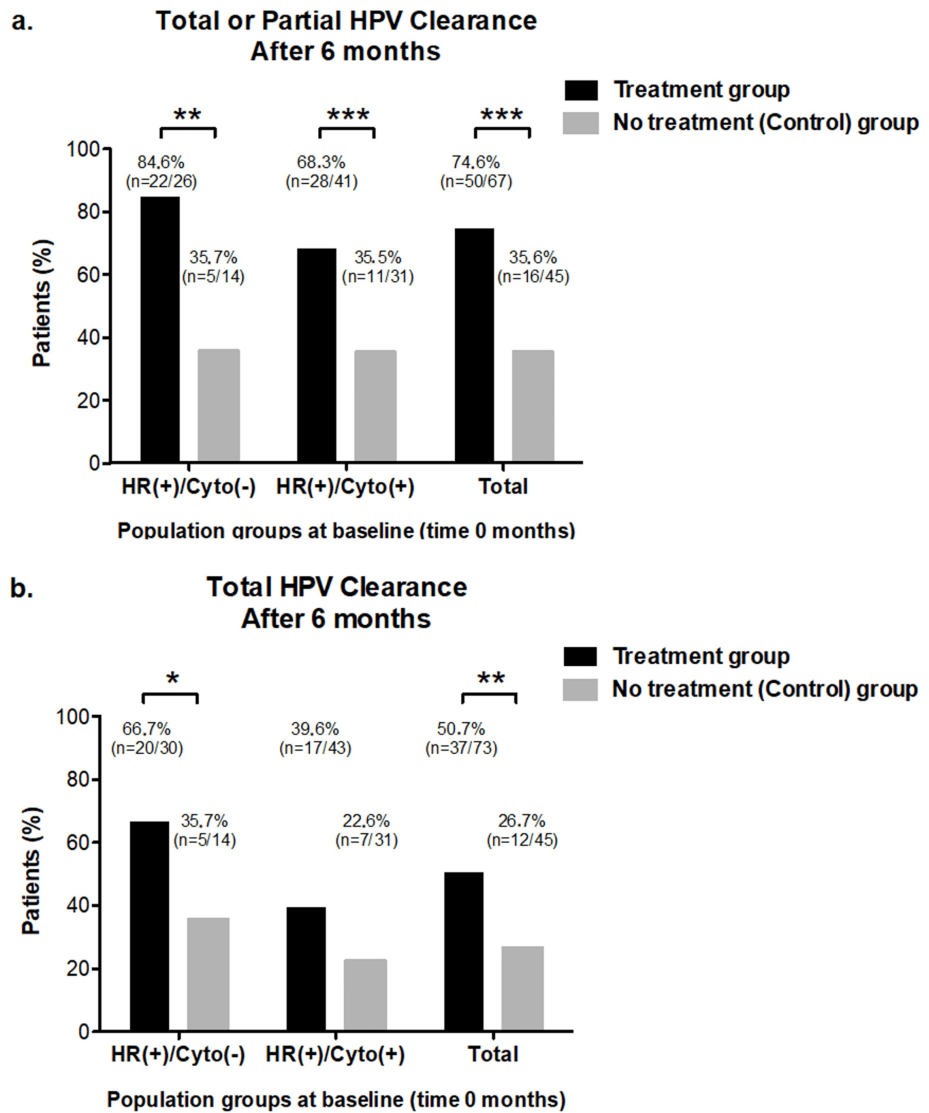 a.
Total or Partial HPV Clearance
After 6 months
Treatment group
No treatment (Control) group
** *** ***
100
80
60
40
20
0
Patients (%)
84.6%
(n=22/26)
35.7%
(n=5/14)
68.3%
(n=28/41)
35.5%
(n=11/31)
74.6%
(n=50/67)
35.6%
(n=16/45)
HR(+)/Cyto(-) HR(+)/Cyto(+) Total
Population groups at baseline (time 0 months)
b.
Total HPV Clearance
After 6 months
Treatment group
No treatment (Control) group
* **
100
80
60
40
20
0
Patients (%)
66.7%
(n=20/30)
35.7%
(n=5/14)
39.6%
(n=17/43)
22.6%
(n=7/31)
50.7%
(n=37/73)
26.7%
(n=12/45)
HR(+)/Cyto(-) HR(+)/Cyto(+) Total
Population groups at baseline (time 0 months)